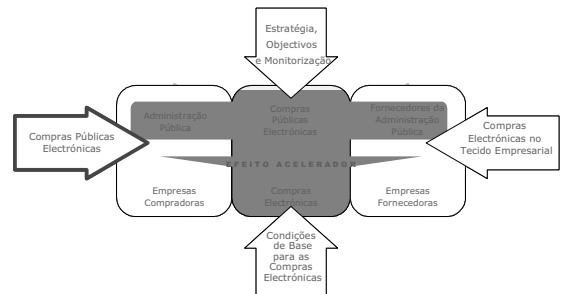 Estratégia,
Objectivos
e Monitorização
Administração
Pública
Compras
Públicas
Electrónicas
Fornecedores da
Administração
Pública
Compras Públicas
Electrónicas
Compras
Electrónicas no
Tecido Empresarial
EFEITO ACELERADOR
Empresas
Compradoras
Compras
Electrónicas
Empresas
Fornecedoras
Condições
de Base
para as
Compras
Electrónicas